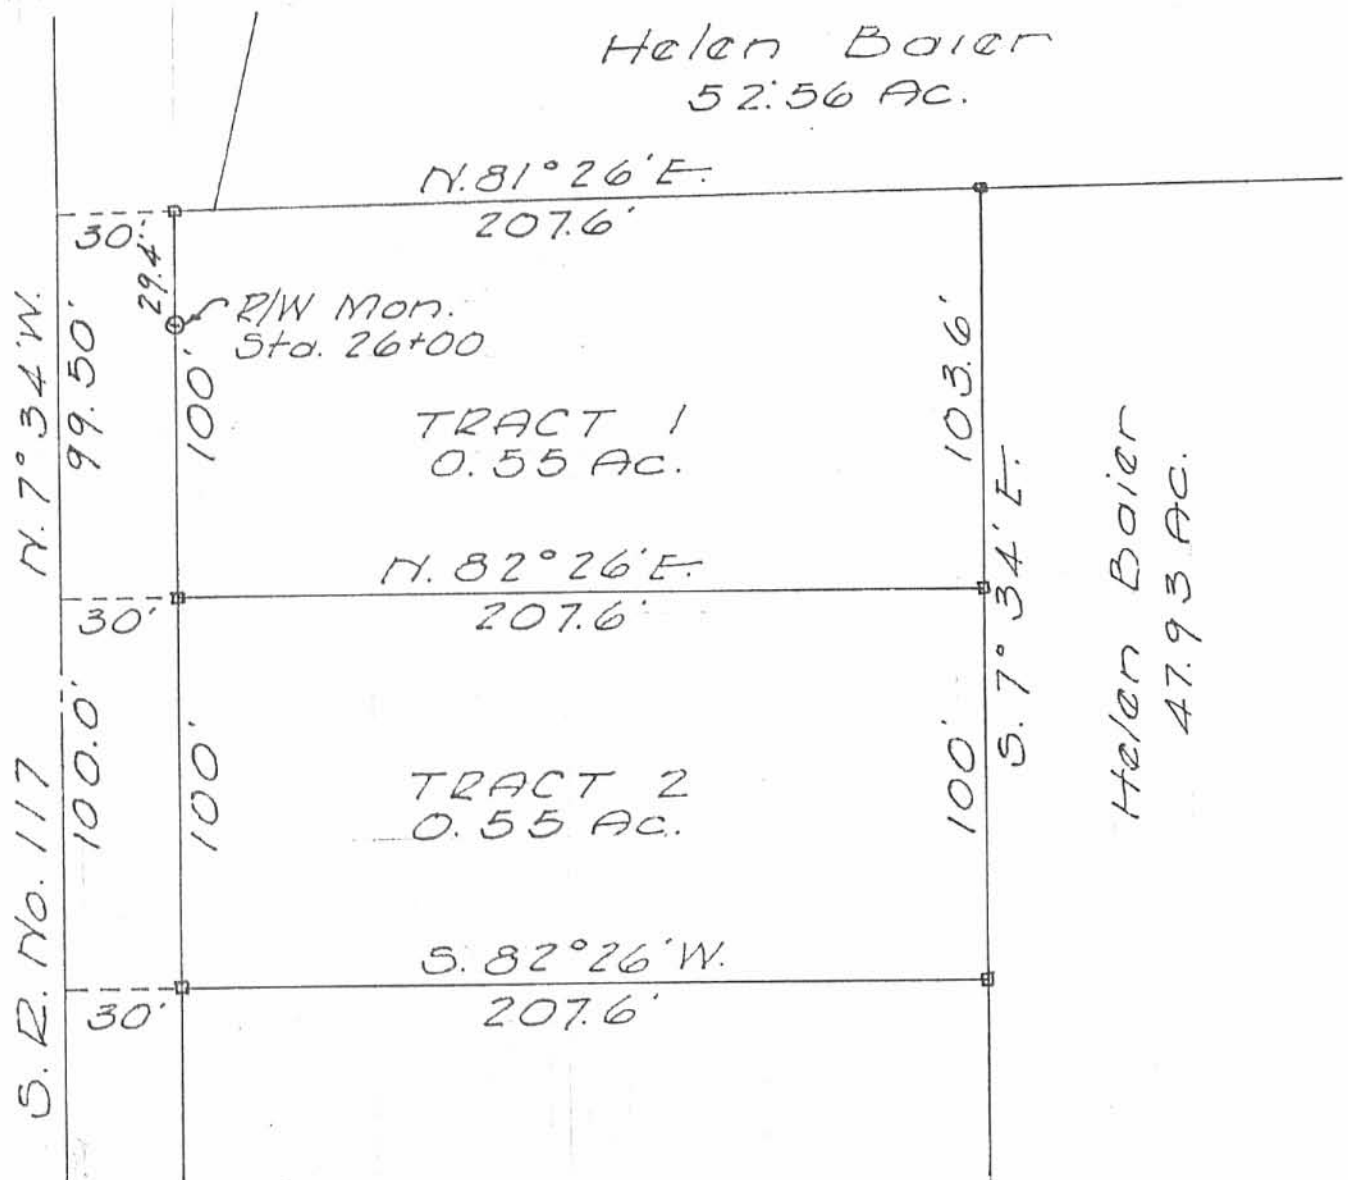 Helen Baier
52.56 Ac.
N. 81° 26' E.
207.6'
30'
29.4'
R/W Mon.
Sta. 26+00
N. 7° 34' W.
99.50'
100'
103.6'
TRACT 1
0.55 Ac.
N. 82° 26' E.
207.6'
30'
S. 7° 34' E.
Helen Baier
47.93 Ac.
S. R. No. 117
100.0'
100'
100'
TRACT 2
0.55 Ac.
S. 82° 26' W.
207.6'
30'